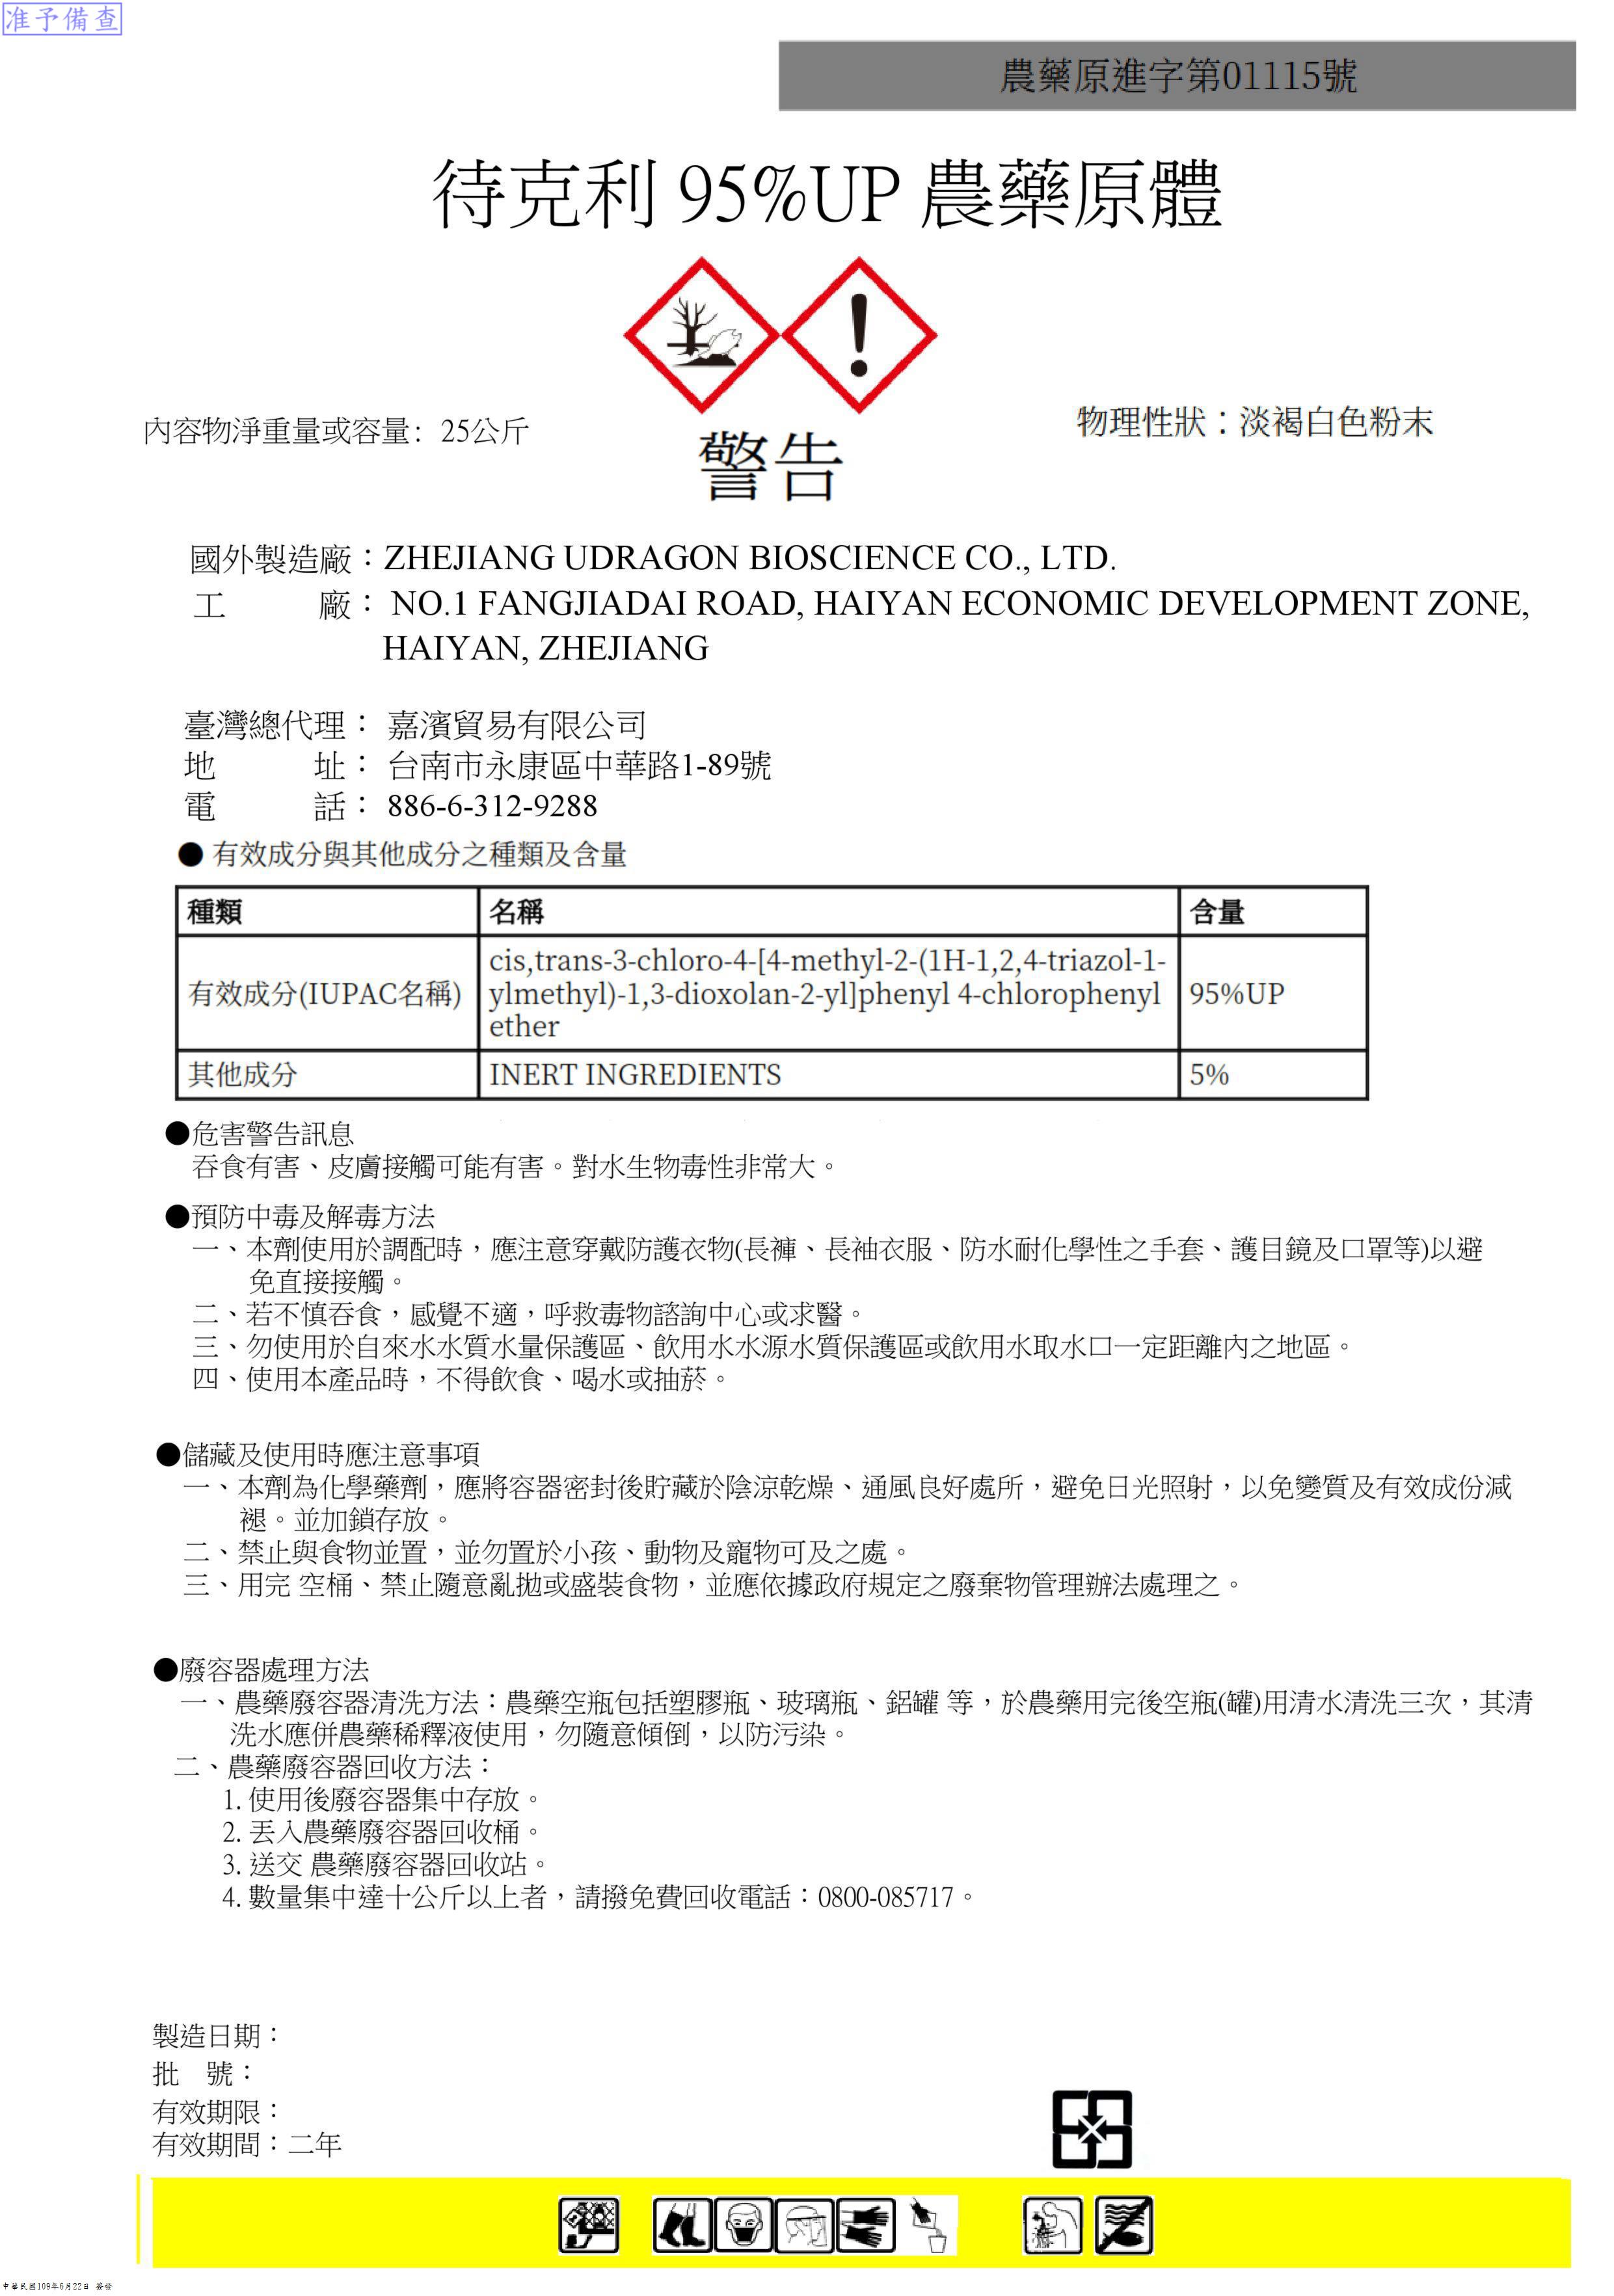 准予備查
農藥原進字第01115號
待克利 95%UP 農藥原體
內容物淨重量或容量: 25公斤
警告
物理性狀：淡褐白色粉末
國外製造廠：ZHEJIANG UDRAGON BIOSCIENCE CO., LTD.
工 廠： NO.1 FANGJIADAI ROAD, HAIYAN ECONOMIC DEVELOPMENT ZONE,
HAIYAN, ZHEJIANG
臺灣總代理： 嘉濱貿易有限公司
地 址： 台南市永康區中華路1-89號
電 話： 886-6-312-9288
● 有效成分與其他成分之種類及含量
種類 名稱 含量
有效成分(IUPAC名稱) cis,trans-3-chloro-4-[4-methyl-2-(1H-1,2,4-triazol-1-
ylmethyl)-1,3-dioxolan-2-yl]phenyl 4-chlorophenyl
ether 95%UP
其他成分 INERT INGREDIENTS 5%
●危害警告訊息
吞食有害、皮膚接觸可能有害。對水生物毒性非常大。
●預防中毒及解毒方法
一、本劑使用於調配時，應注意穿戴防護衣物(長褲、長袖衣服、防水耐化學性之手套、護目鏡及口罩等)以避
免直接接觸。
二、若不慎吞食，感覺不適，呼救毒物諮詢中心或求醫。
三、勿使用於自來水水質水量保護區、飲用水水源水質保護區或飲用水取水口一定距離內之地區。
四、使用本產品時，不得飲食、喝水或抽菸。
●儲藏及使用時應注意事項
一、本劑為化學藥劑，應將容器密封後貯藏於陰涼乾燥、通風良好處所，避免日光照射，以免變質及有效成份減
褪。並加鎖存放。
二、禁止與食物並置，並勿置於小孩、動物及寵物可及之處。
三、用完 空桶、禁止隨意亂拋或盛裝食物，並應依據政府規定之廢棄物管理辦法處理之。
●廢容器處理方法
一、農藥廢容器清洗方法：農藥空瓶包括塑膠瓶、玻璃瓶、鋁罐 等，於農藥用完後空瓶(罐)用清水清洗三次，其清
洗水應併農藥稀釋液使用，勿隨意傾倒，以防污染。
二、農藥廢容器回收方法：
1. 使用後廢容器集中存放。
2. 丟入農藥廢容器回收桶。
3. 送交 農藥廢容器回收站。
4. 數量集中達十公斤以上者，請撥免費回收電話：0800-085717。
製造日期：
批 號：
有效期限：
有效期間：二年
中華民國109年6月22日 簽發